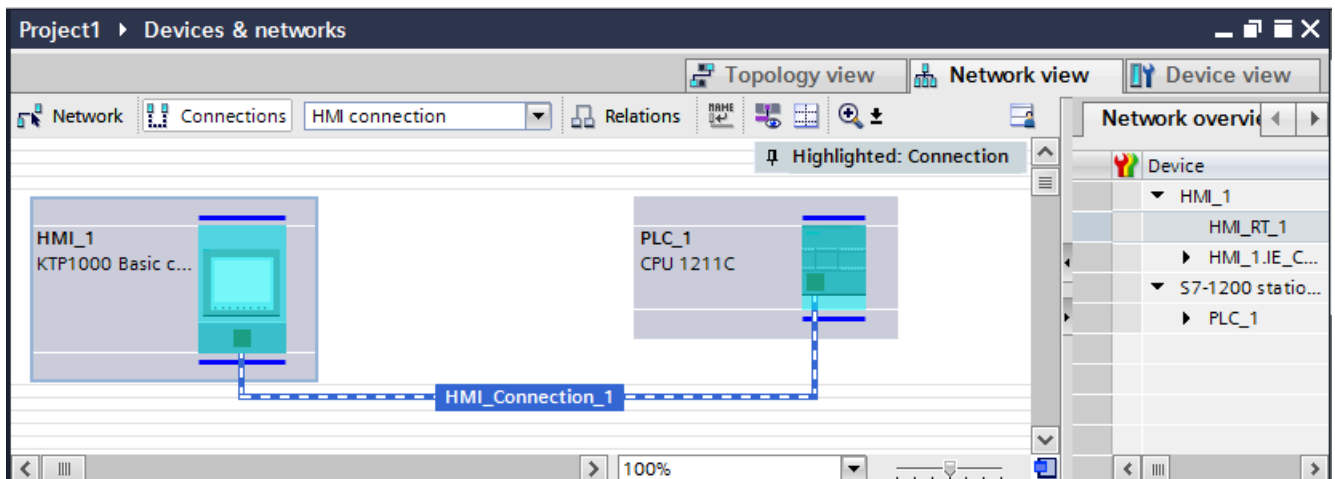 Project1 ▸ Devices & networks
Topology view Network view Device view
Network Connections HMI connection Relations NAME
Network overvie
Highlighted: Connection
Device
HMI_1
HMI_RT_1
HMI_1.IE_C...
S7-1200 statio...
PLC_1
HMI_1
KTP1000 Basic c...
PLC_1
CPU 1211C
HMI_Connection_1
100%